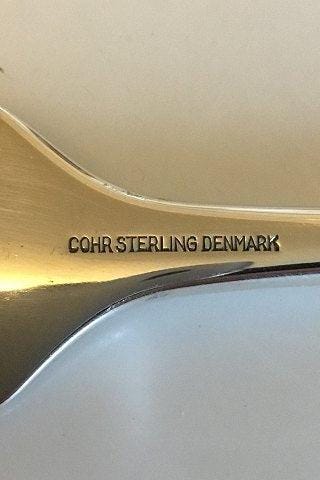 COHR STERLING DENMARK